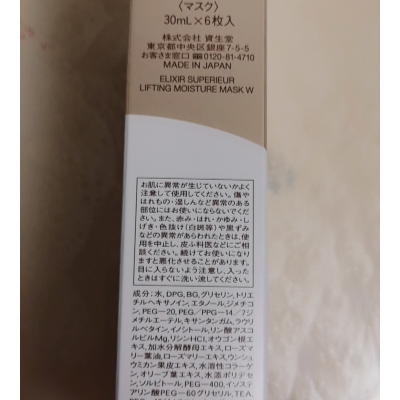 〈マスク〉
30mL×6枚入
株式会社 資生堂
東京都中央区銀座7-5-5
お客さま窓口 0120-81-4710
MADE IN JAPAN
ELIXIR SUPERIEUR
LIFTING MOISTURE MASK W
お肌に異常が生じていないかよく
注意して使用してください。傷や
はれもの・湿しんなど異常のある
部位にはお使いにならないでくだ
さい。また、赤み・はれ・かゆみ・し
げき・色抜け(白斑等)や黒ずみ
などの異常があらわれたときは、使
用を中止し、皮ふ科医などにご相
談ください。続けてお使いになり
ますと悪化させることがあります。
目に入らないよう注意し、入った
ときはすぐに洗い流してください。
成分:水,DPG,BG,グリセリン,トリエ
チルヘキサノイン,エタノール,ジメチコ
ン,PEG-20,PEG/PPG-14/7ジ
メチルエーテル,キサンタンガム,ラウリ
ルベタイン,イノシトール,リン酸アスコ
ルビルMg,リシンHCl,オウゴン根エ
キス,加水分解酵母エキス,ローズマ
リー葉油,ローズマリーエキス,ウンシュ
ウミカン果皮エキス,水溶性コラーゲ
ン,オリーブ葉エキス,水添ポリデセ
ン,ソルビトール,PEG-400,イソステ
アリン酸PEG-60グリセリル,TEA,